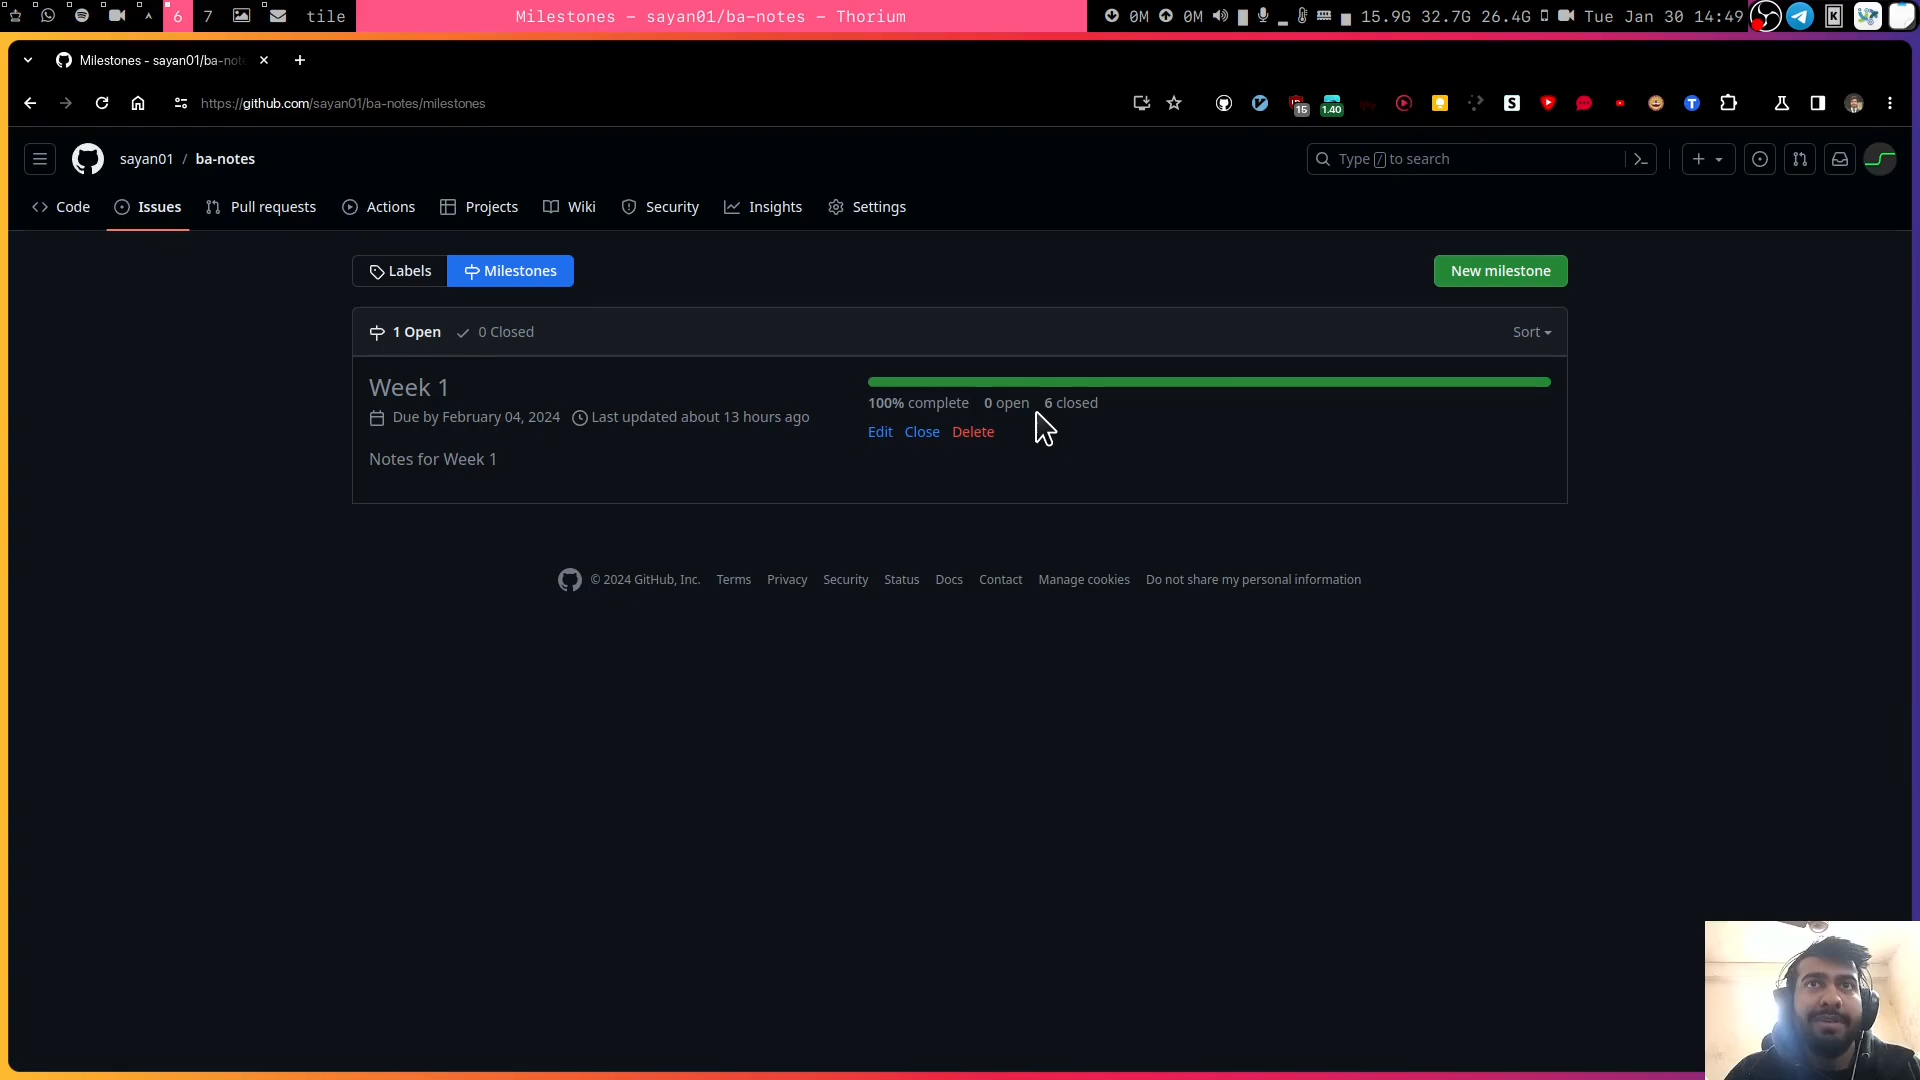 6 7 tile Milestones – sayan01/ba-notes – Thorium 0M 0M 15.9G 32.7G 26.4G Tue Jan 30 14:49
Milestones - sayan01/ba-not
https://github.com/sayan01/ba-notes/milestones
15
1.40
sayan01 / ba-notes
Type / to search
Code
Issues
Pull requests
Actions
Projects
Wiki
Security
Insights
Settings
Labels
Milestones
New milestone
1 Open 0 Closed
Sort
Week 1
100% complete 0 open 6 closed
Due by February 04, 2024 Last updated about 13 hours ago
Edit Close Delete
Notes for Week 1
© 2024 GitHub, Inc. Terms Privacy Security Status Docs Contact Manage cookies Do not share my personal information